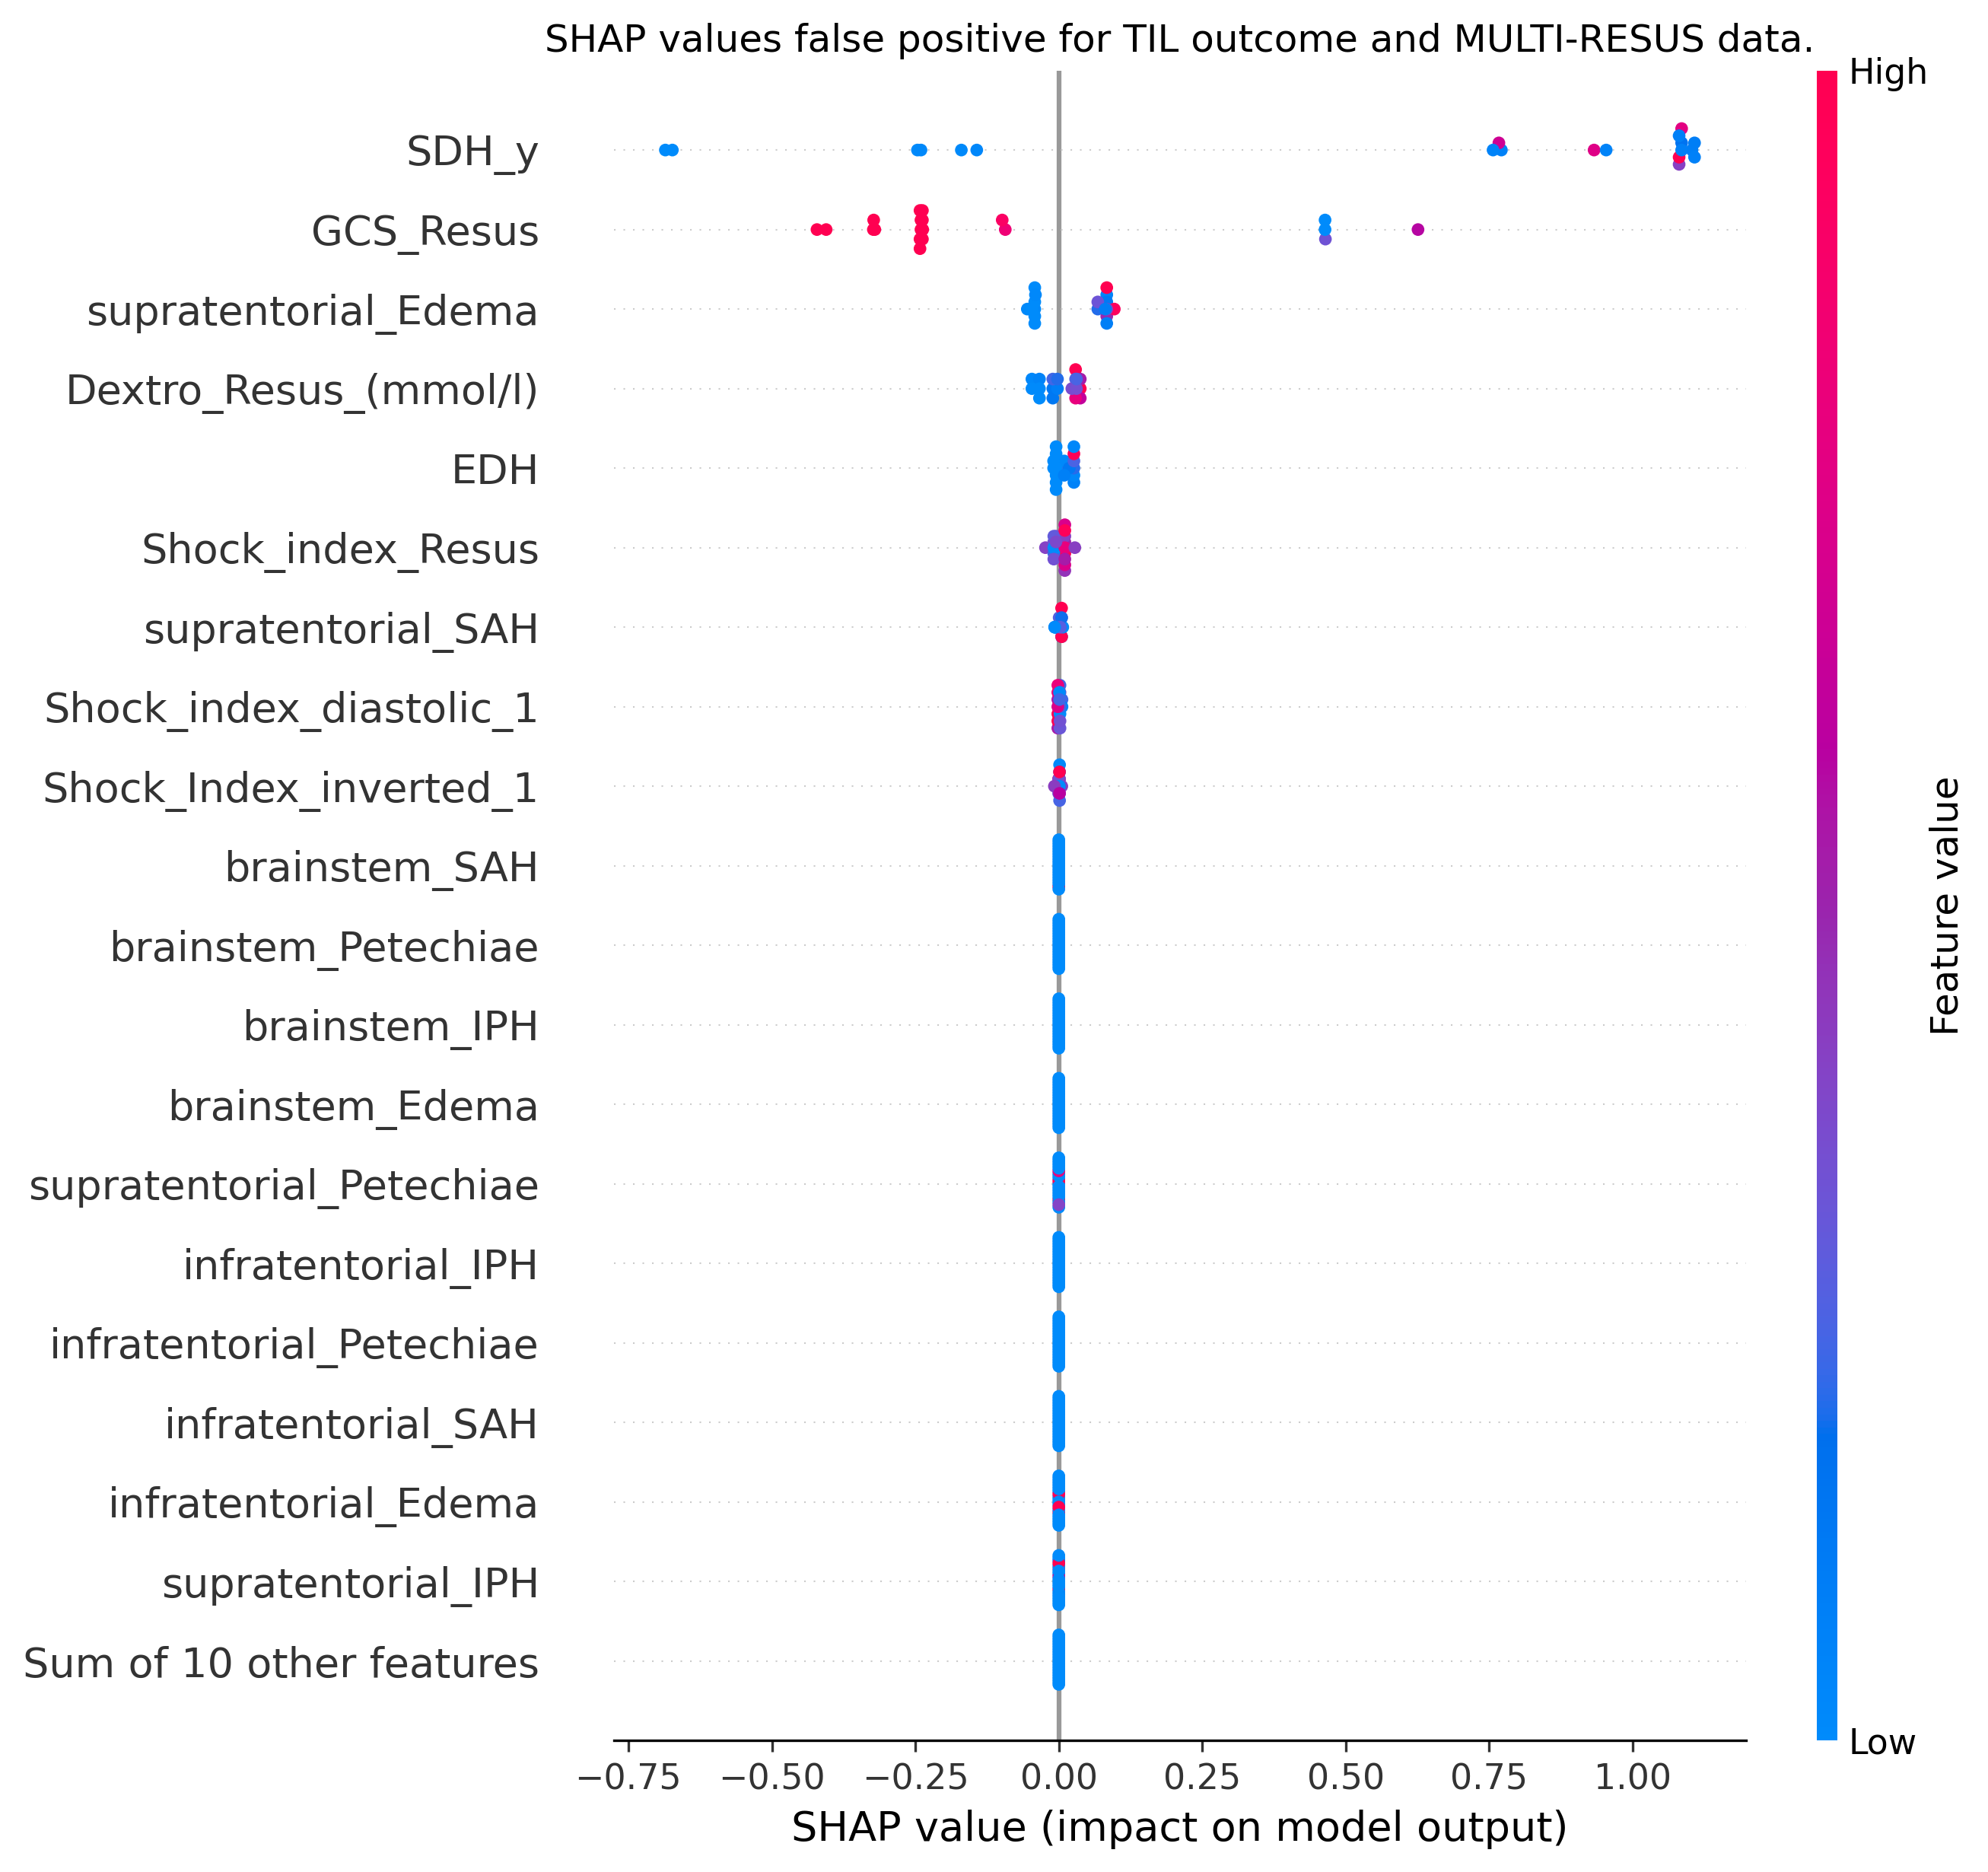 SHAP values false positive for TIL outcome and MULTI-RESUS data.
High
SDH_y
GCS_Resus
supratentorial_Edema
Dextro_Resus_(mmol/l)
EDH
Shock_index_Resus
supratentorial_SAH
Shock_index_diastolic_1
Shock_Index_inverted_1
brainstem_SAH
brainstem_Petechiae
brainstem_IPH
brainstem_Edema
supratentorial_Petechiae
infratentorial_IPH
infratentorial_Petechiae
infratentorial_SAH
infratentorial_Edema
supratentorial_IPH
Sum of 10 other features
Feature value
Low
−0.75 −0.50 −0.25 0.00 0.25 0.50 0.75 1.00
SHAP value (impact on model output)